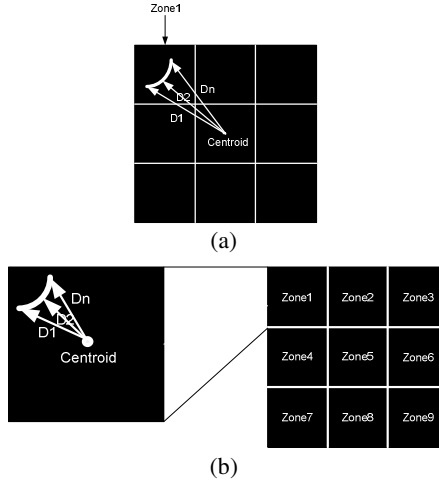 Zone1
Dn
D2
D1
Centroid
(a)
Dn
D2
D1
Centroid
Zone1 Zone2 Zone3
Zone4 Zone5 Zone6
Zone7 Zone8 Zone9
(b)